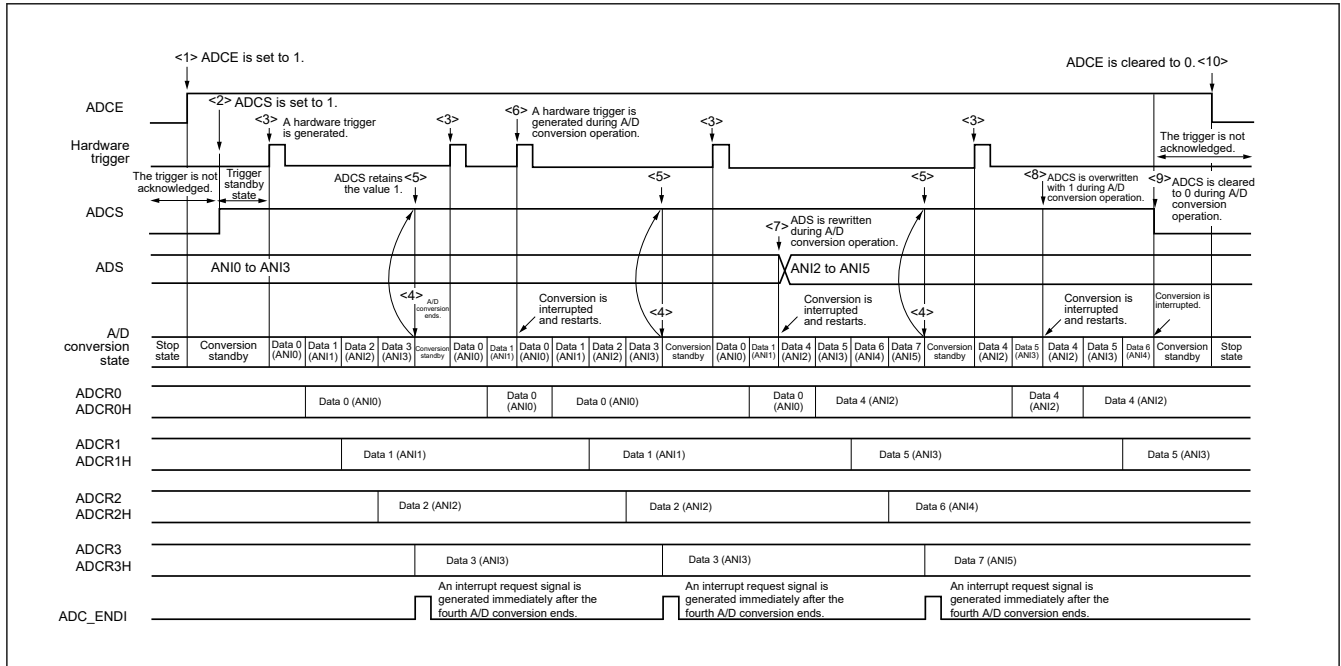 <1> ADCE is set to 1.
ADCE is cleared to 0. <10>
ADCE
<2> ADCS is set to 1.
<3> A hardware trigger
is generated.
<3>
<6> A hardware trigger is
generated during A/D
conversion operation.
<3>
<3>
The trigger is not
acknowledged.
Hardware
trigger
The trigger is not
acknowledged.
Trigger
standby
state
ADCS retains
the value 1.
<5>
<5>
<5>
<8> ADCS is overwritten
with 1 during A/D
conversion operation.
<9> ADCS is cleared
to 0 during A/D
conversion
operation.
ADCS
<7> ADS is rewritten
during A/D
conversion operation.
ADS
ANI0 to ANI3
ANI2 to ANI5
<4> A/D
conversion
ends.
Conversion is
interrupted
and restarts.
<4>
Conversion is
interrupted
and restarts.
<4>
Conversion is
interrupted
and restarts.
Conversion is
interrupted.
A/D
conversion
state
Stop
state
Conversion
standby
Data 0
(ANI0)
Data 1
(ANI1)
Data 2
(ANI2)
Data 3
(ANI3)
Conversion
standby
Data 0
(ANI0)
Data 1
(ANI1)
Data 0
(ANI0)
Data 1
(ANI1)
Data 2
(ANI2)
Data 3
(ANI3)
Conversion
standby
Data 0
(ANI0)
Data 1
(ANI1)
Data 4
(ANI2)
Data 5
(ANI3)
Data 6
(ANI4)
Data 7
(ANI5)
Conversion
standby
Data 4
(ANI2)
Data 5
(ANI3)
Data 4
(ANI2)
Data 5
(ANI3)
Data 6
(ANI4)
Conversion
standby
Stop
state
ADCR0
ADCR0H
Data 0 (ANI0)
Data 0
(ANI0)
Data 0 (ANI0)
Data 0
(ANI0)
Data 4 (ANI2)
Data 4
(ANI2)
Data 4 (ANI2)
ADCR1
ADCR1H
Data 1 (ANI1)
Data 1 (ANI1)
Data 5 (ANI3)
Data 5 (ANI3)
ADCR2
ADCR2H
Data 2 (ANI2)
Data 2 (ANI2)
Data 6 (ANI4)
ADCR3
ADCR3H
Data 3 (ANI3)
Data 3 (ANI3)
Data 7 (ANI5)
ADC_ENDI
An interrupt request signal is
generated immediately after the
fourth A/D conversion ends.
An interrupt request signal is
generated immediately after the
fourth A/D conversion ends.
An interrupt request signal is
generated immediately after the
fourth A/D conversion ends.